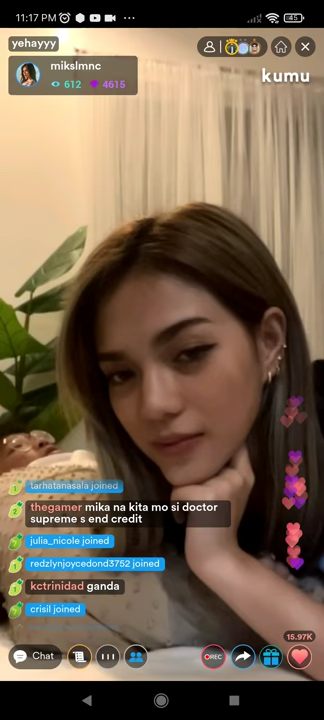 11:17 PM
45
yehayyy
mikslmnc
612 4615
kumu
tarhatanasala joined
thegamer mika na kita mo si doctor
supreme s end credit
julia_nicole joined
redzlynjoycedond3752 joined
kctrinidad ganda
crisil joined
15.97K
Chat
REC